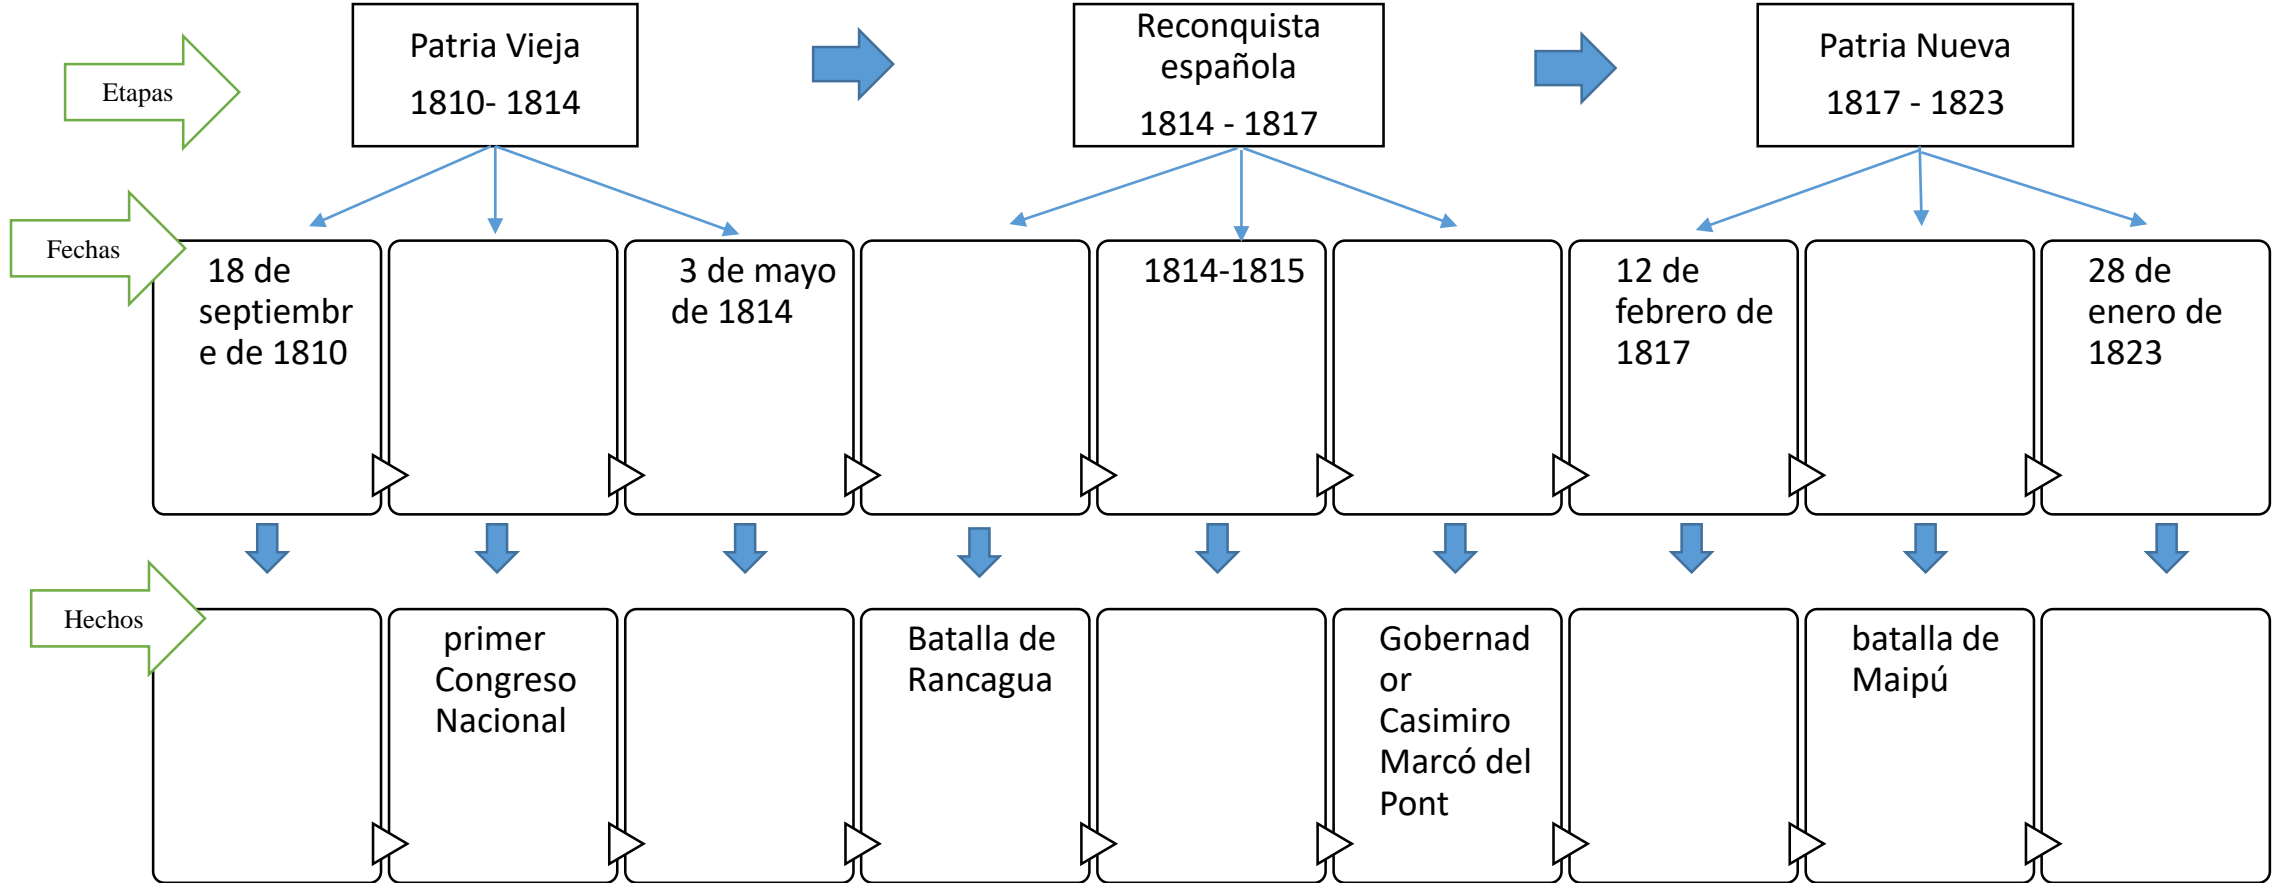 Etapas
Patria Vieja
1810- 1814
Reconquista
española
1814 - 1817
Patria Nueva
1817 - 1823
Fechas
18 de
septiembr
e de 1810
3 de mayo
de 1814
1814-1815
12 de
febrero de
1817
28 de
enero de
1823
Hechos
primer
Congreso
Nacional
Batalla de
Rancagua
Gobernad
or
Casimiro
Marcó del
Pont
batalla de
Maipú